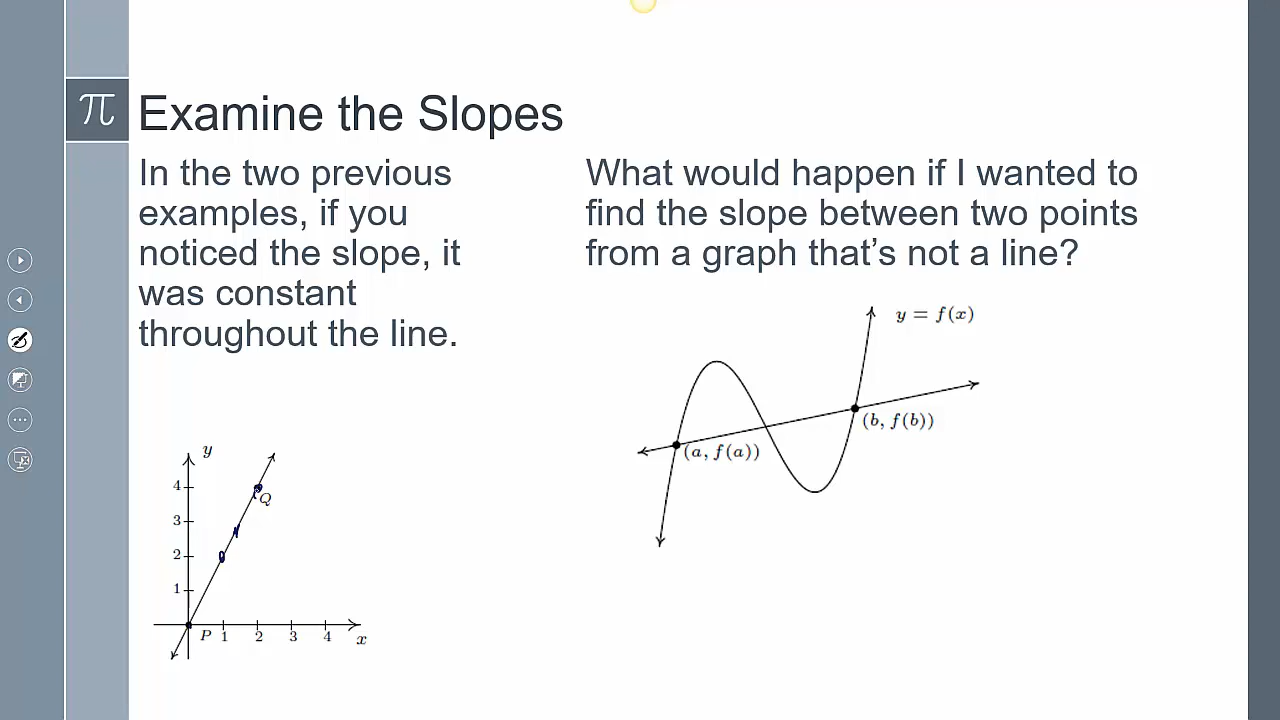 π
Examine the Slopes
In the two previous
examples, if you
noticed the slope, it
was constant
throughout the line.
What would happen if I wanted to
find the slope between two points
from a graph that’s not a line?
y = f(x)
(b, f(b))
(a, f(a))
y
4
Q
3
2
1
P 1 2 3 4 x